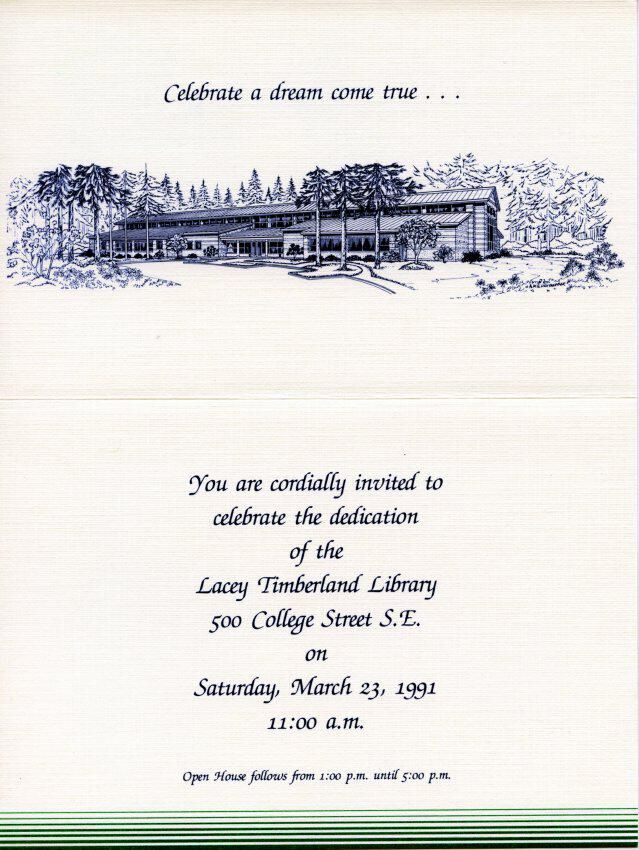 Celebrate a dream come true . . .
You are cordially invited to
celebrate the dedication
of the
Lacey Timberland Library
500 College Street S.E.
on
Saturday, March 23, 1991
11:00 a.m.
Open House follows from 1:00 p.m. until 5:00 p.m.